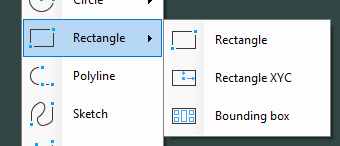 Circle
Rectangle
Polyline
Sketch
Rectangle
Rectangle XYC
Bounding box